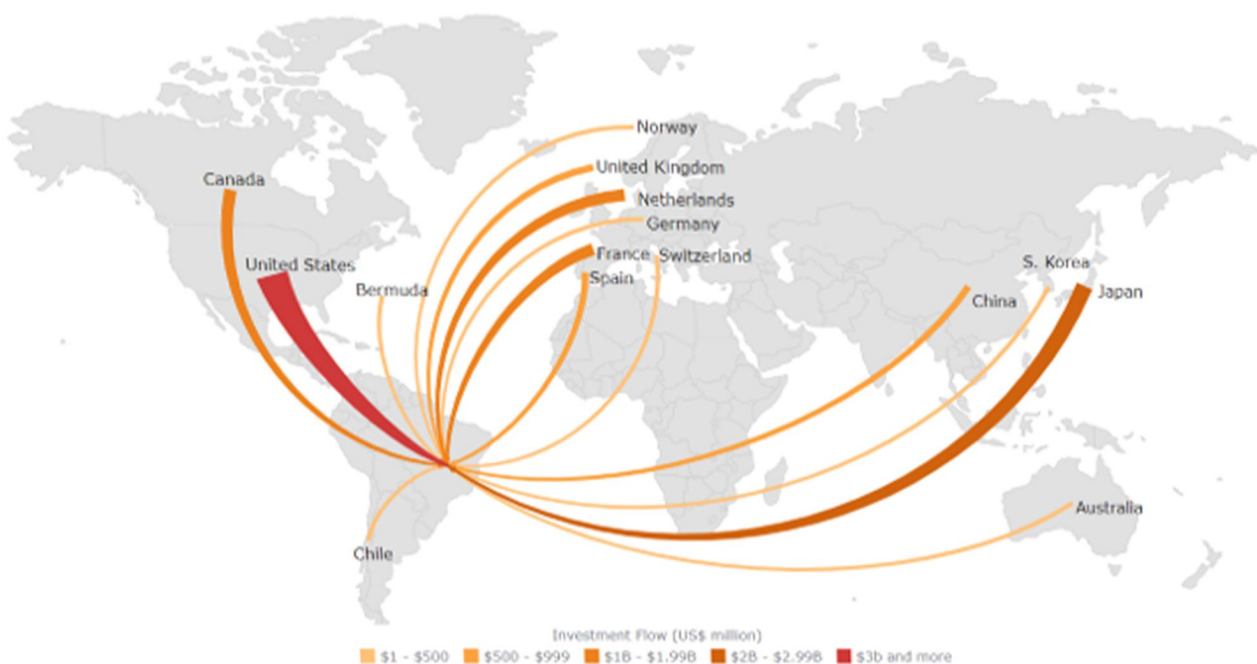 Norway
United Kingdom
Canada
Netherlands
Germany
France
Switzerland
United States
S. Korea
Spain
Bermuda
Japan
China
Australia
Chile
Investment Flow (US$ million)
$1 - $500
$500 - $999
$1B - $1.99B
$2B - $2.99B
$3b and more